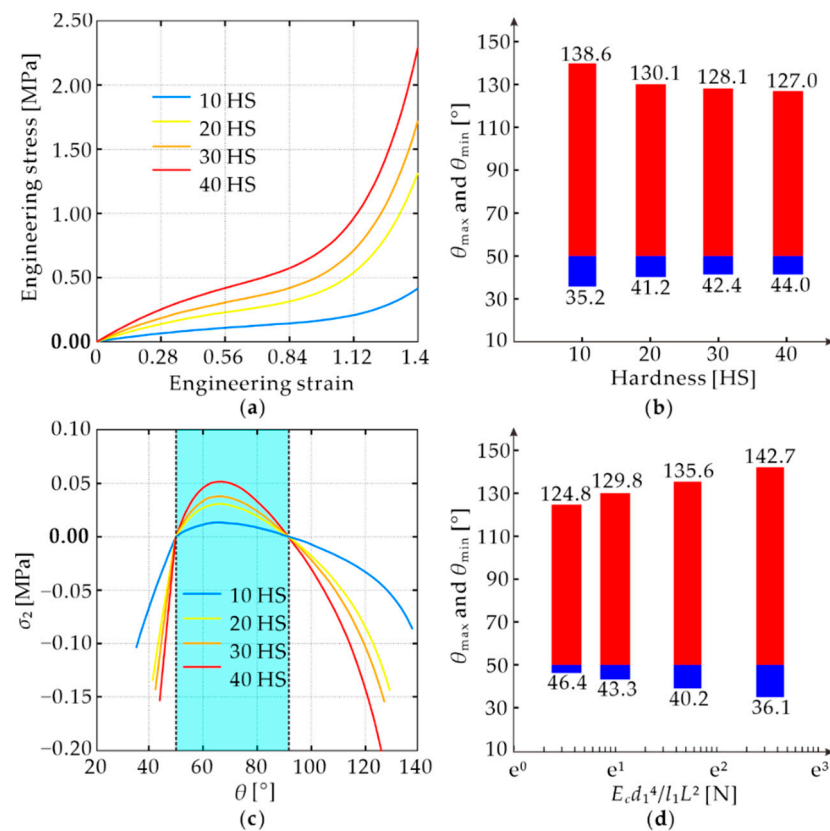 2.50
2.00
1.50
1.00
0.50
0.00
Engineering stress [MPa]
10 HS
20 HS
30 HS
40 HS
0
0.28
0.56
0.84
1.12
1.4
Engineering strain
(a)
150
130
110
90
70
50
30
10
θmax and θmin [°]
138.6
130.1
128.1
127.0
35.2
41.2
42.4
44.0
10
20
30
40
Hardness [HS]
(b)
0.10
0.05
0.00
−0.05
−0.10
−0.15
−0.20
σ2 [MPa]
10 HS
20 HS
30 HS
40 HS
20
40
60
80
100
120
140
θ [°]
(c)
150
130
110
90
70
50
30
10
θmax and θmin [°]
124.8
129.8
135.6
142.7
46.4
43.3
40.2
36.1
e⁰
e¹
e²
e³
E_c d₁⁴/l₁L² [N]
(d)